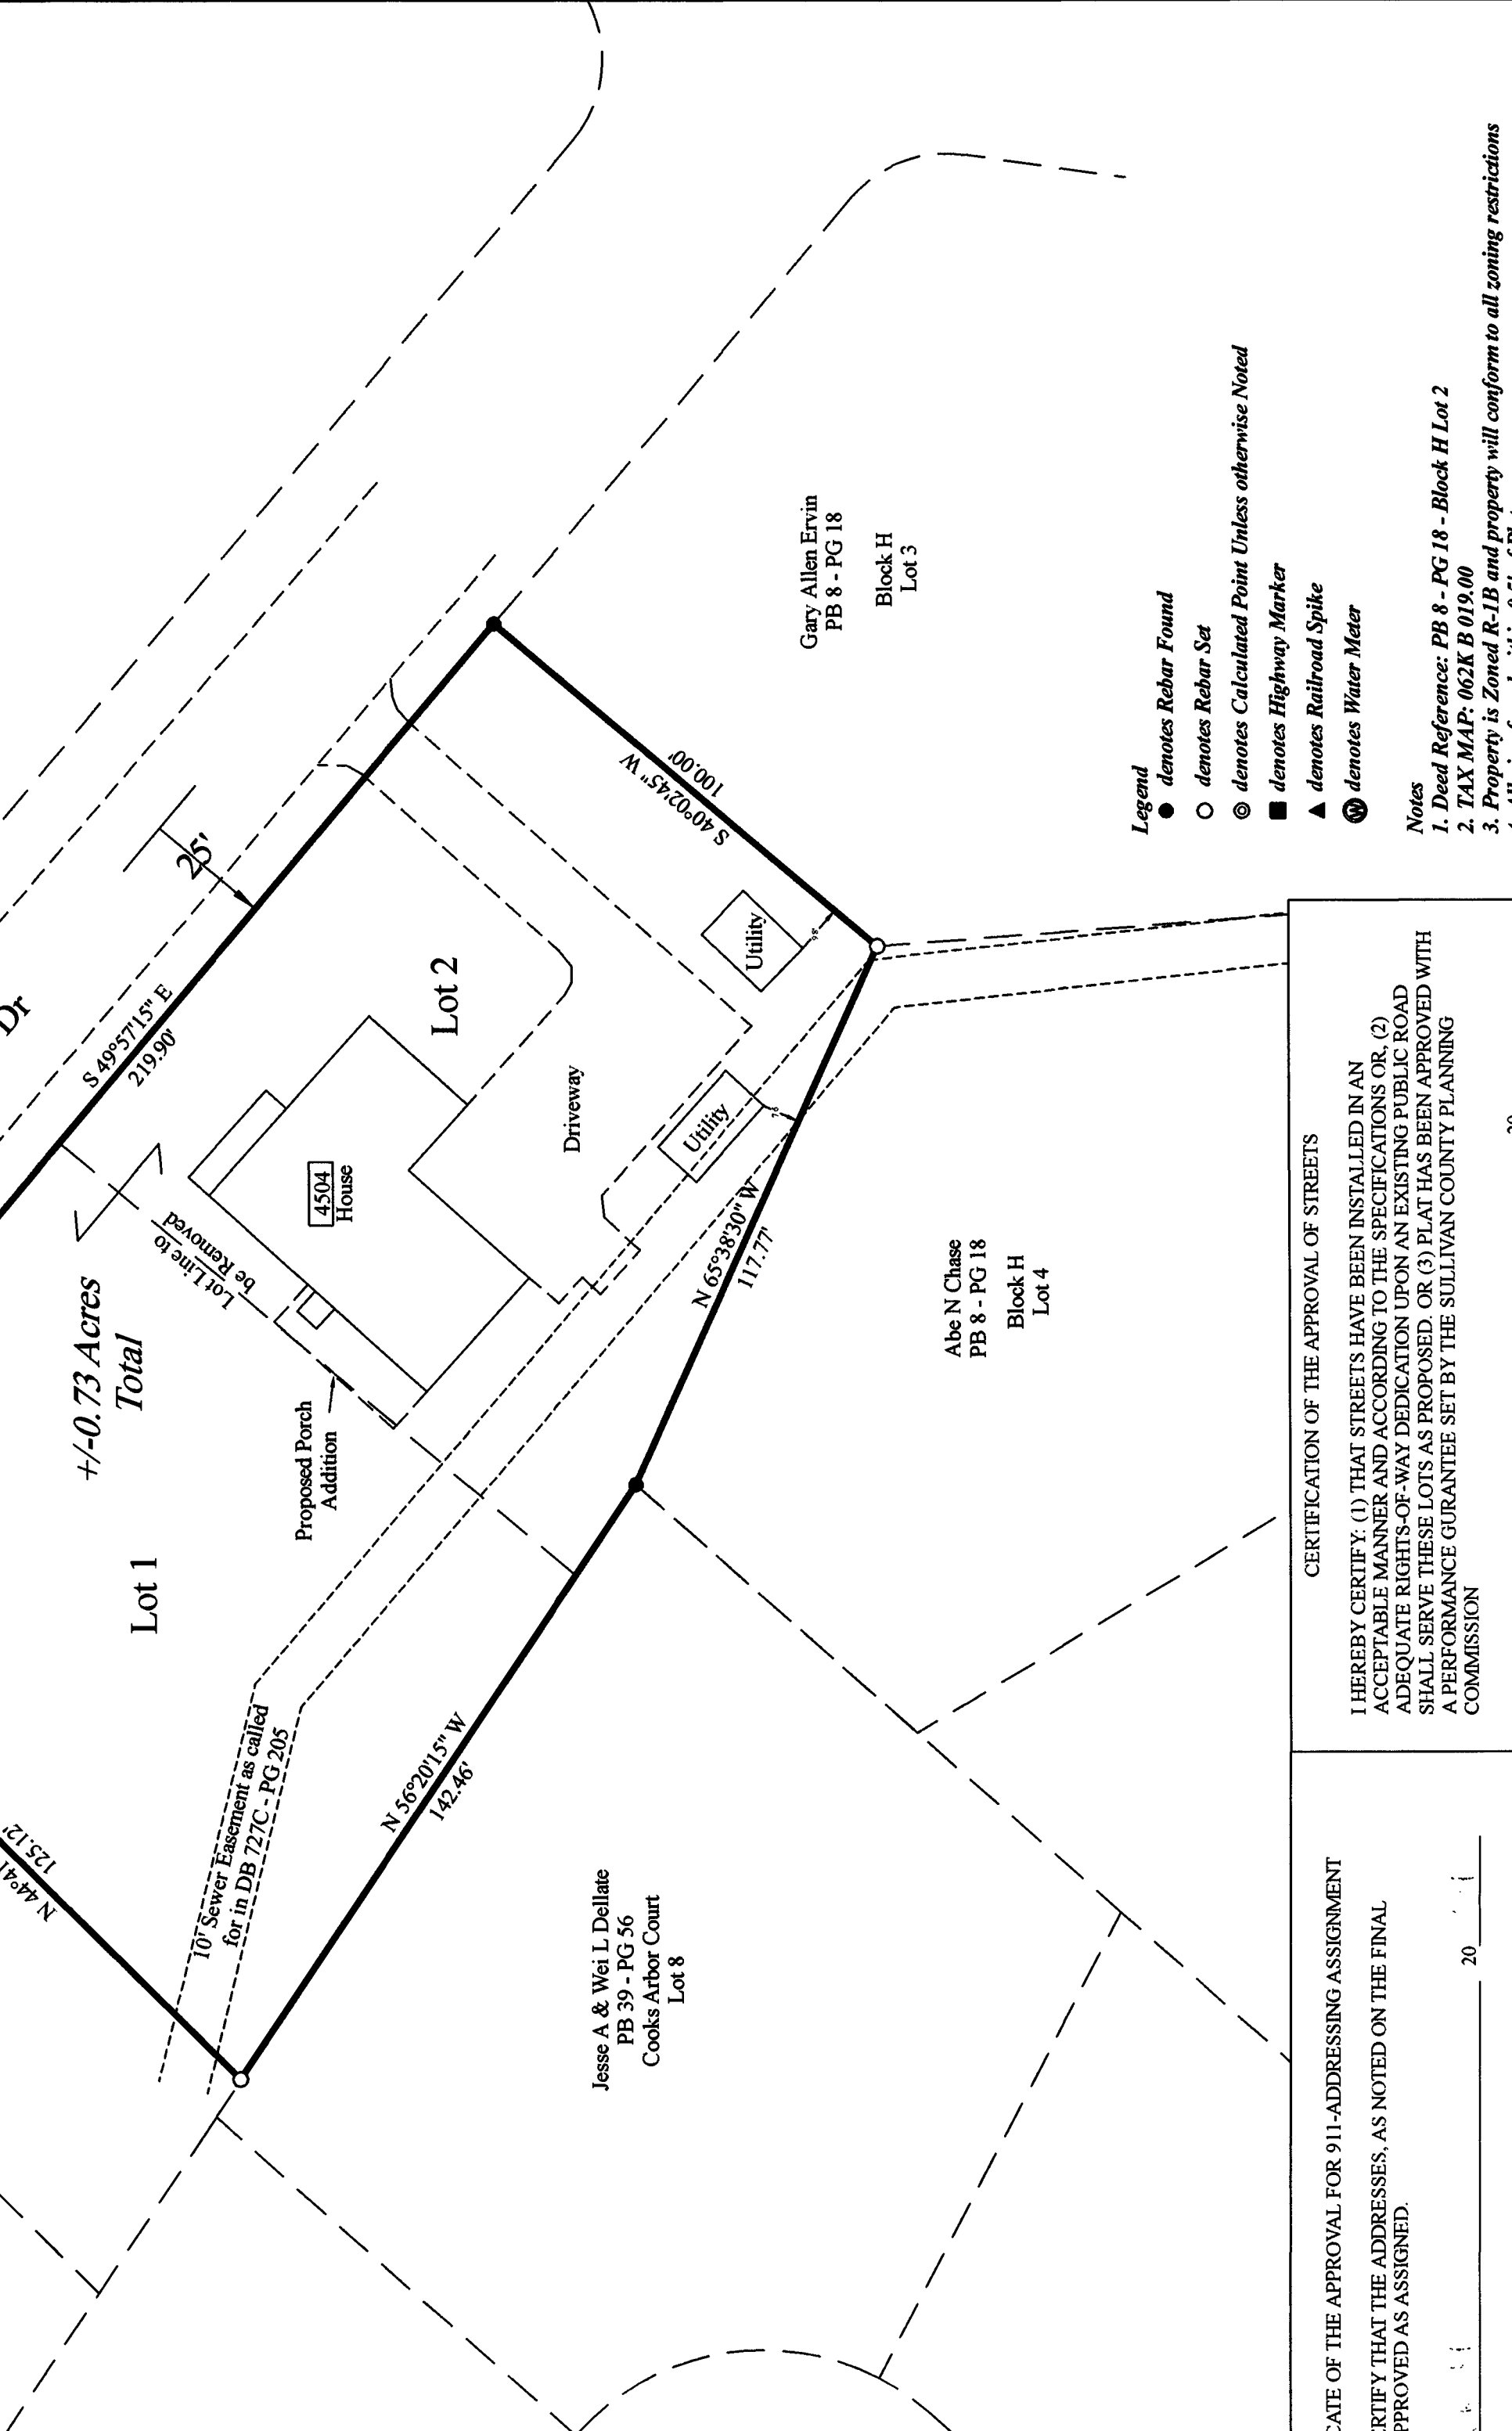 Dr
25'
S 49°57'15" E
219.90'
+/-0.73 Acres
Total
Lot Line to
be Removed
4504
House
Lot 2
Driveway
Utility
Utility
S 40°02'45" W
100.00'
Proposed Porch
Addition
Lot 1
N 65°38'30" W
117.77'
125.12'
10' Sewer Easement as called
for in DB 727C - PG 205
N 56°20'15" W
142.46'
Gary Allen Ervin
PB 8 - PG 18
Block H
Lot 3
Abe N Chase
PB 8 - PG 18
Block H
Lot 4
Jesse A & Wei L Dellate
PB 39 - PG 56
Cooks Arbor Court
Lot 8
Legend
denotes Rebar Found
denotes Rebar Set
denotes Calculated Point Unless otherwise Noted
denotes Highway Marker
denotes Railroad Spike
W denotes Water Meter
Notes
1. Deed Reference: PB 8 - PG 18 - Block H Lot 2
2. TAX MAP: 062K B 019.00
3. Property is Zoned R-1B and property will conform to all zoning restrictions
CERTIFICATION OF THE APPROVAL OF STREETS
I HEREBY CERTIFY: (1) THAT STREETS HAVE BEEN INSTALLED IN AN
ACCEPTABLE MANNER AND ACCORDING TO THE SPECIFICATIONS OR, (2)
ADEQUATE RIGHTS-OF-WAY DEDICATION UPON AN EXISTING PUBLIC ROAD
SHALL SERVE THESE LOTS AS PROPOSED. OR (3) PLAT HAS BEEN APPROVED WITH
A PERFORMANCE GURANTEE SET BY THE SULLIVAN COUNTY PLANNING
COMMISSION
20
CATE OF THE APPROVAL FOR 911-ADDRESSING ASSIGNMENT
ERTIFY THAT THE ADDRESSES, AS NOTED ON THE FINAL
PPROVED AS ASSIGNED.
20